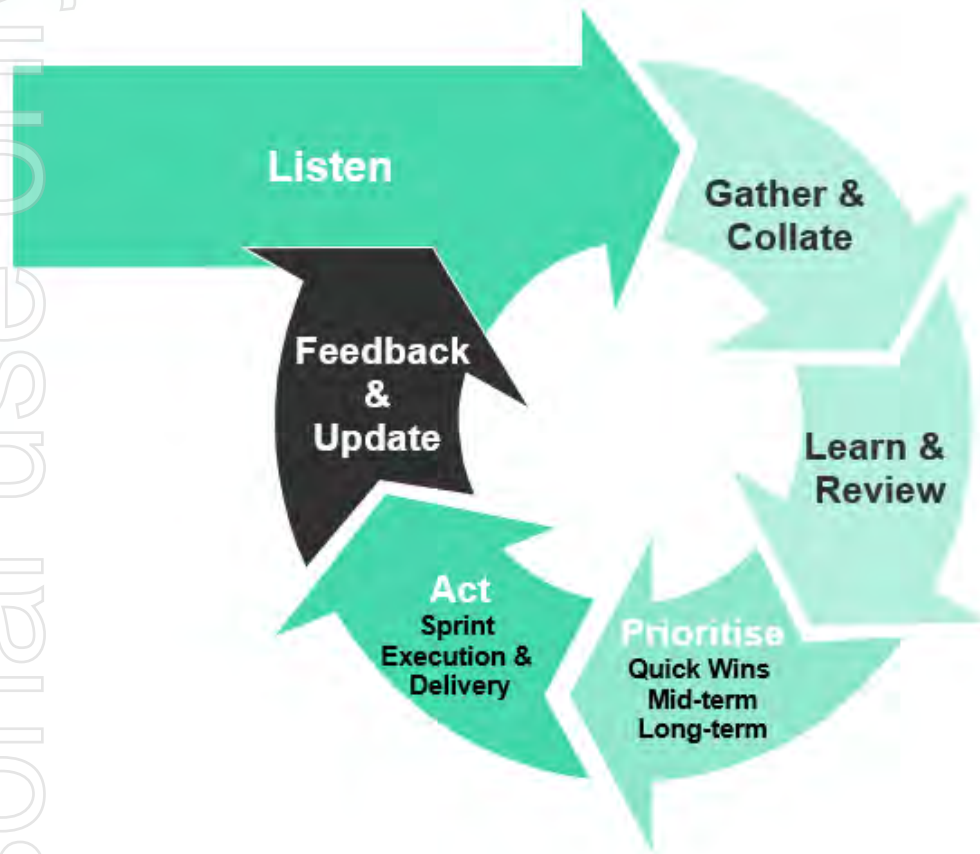 Listen
Gather &
Collate
Learn &
Review
Prioritise
Quick Wins
Mid-term
Long-term
Act
Sprint
Execution &
Delivery
Feedback
&
Update